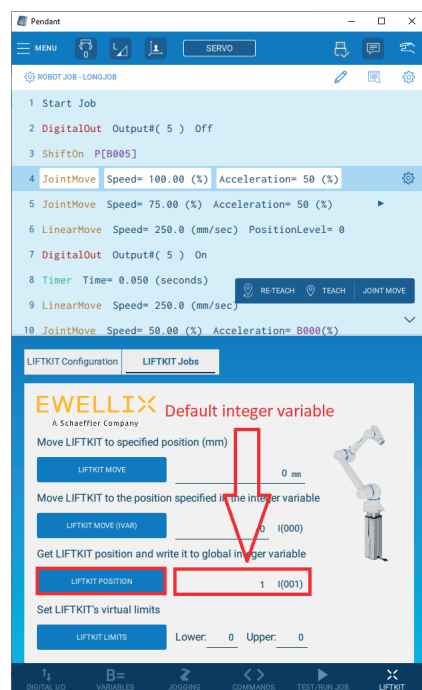 Pendant
MENU 0 SERVO
ROBOT JOB - LONGJOB
1 Start Job
2 DigitalOut Output#( 5 ) Off
3 ShiftOn P[B005]
4 JointMove Speed= 100.00 (%) Acceleration= 50 (%)
5 JointMove Speed= 75.00 (%) Acceleration= 50 (%)
6 LinearMove Speed= 250.0 (mm/sec) PositionLevel= 0
7 DigitalOut Output#( 5 ) On
8 Timer Time= 0.050 (seconds)
RE-TEACH TEACH JOINT MOVE
9 LinearMove Speed= 250.0 (mm/sec)
10 JointMove Speed= 50.00 (%) Acceleration= B000(%)
LIFTKIT Configuration LIFTKIT Jobs
EWELLIX
A Schaeffler Company
Default integer variable
Move LIFTKIT to specified position (mm)
LIFTKIT MOVE 0 mm
Move LIFTKIT to the position specified in the integer variable
LIFTKIT MOVE (IVAR) 0 I(000)
Get LIFTKIT position and write it to global integer variable
LIFTKIT POSITION 1 I(001)
Set LIFTKIT's virtual limits
LIFTKIT LIMITS Lower: 0 Upper: 0
DIGITAL I/O VARIABLES JOGGING COMMANDS TEST/RUN JOB LIFTKIT